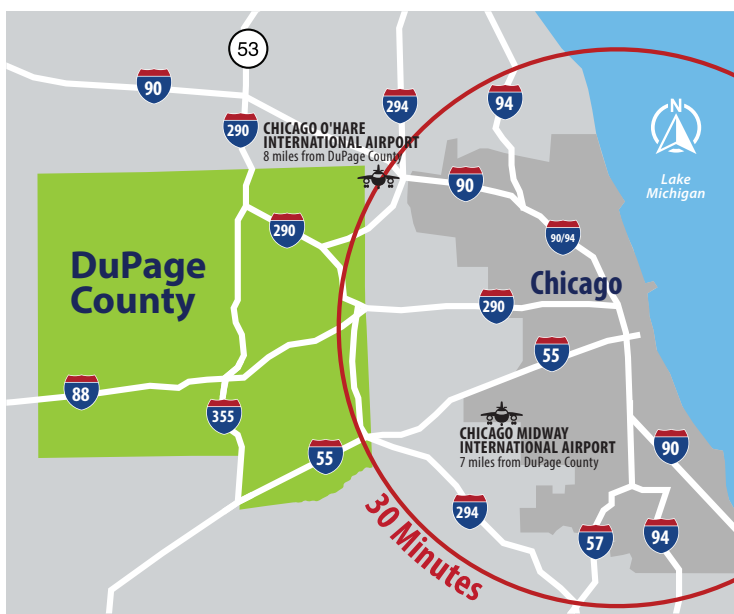 53
90
294
94
290
CHICAGO O'HARE
INTERNATIONAL AIRPORT
8 miles from DuPage County
N
Lake
Michigan
90
290
90/94
DuPage
County
Chicago
290
55
88
355
CHICAGO MIDWAY
INTERNATIONAL AIRPORT
7 miles from DuPage County
55
90
294
30 Minutes
57
94